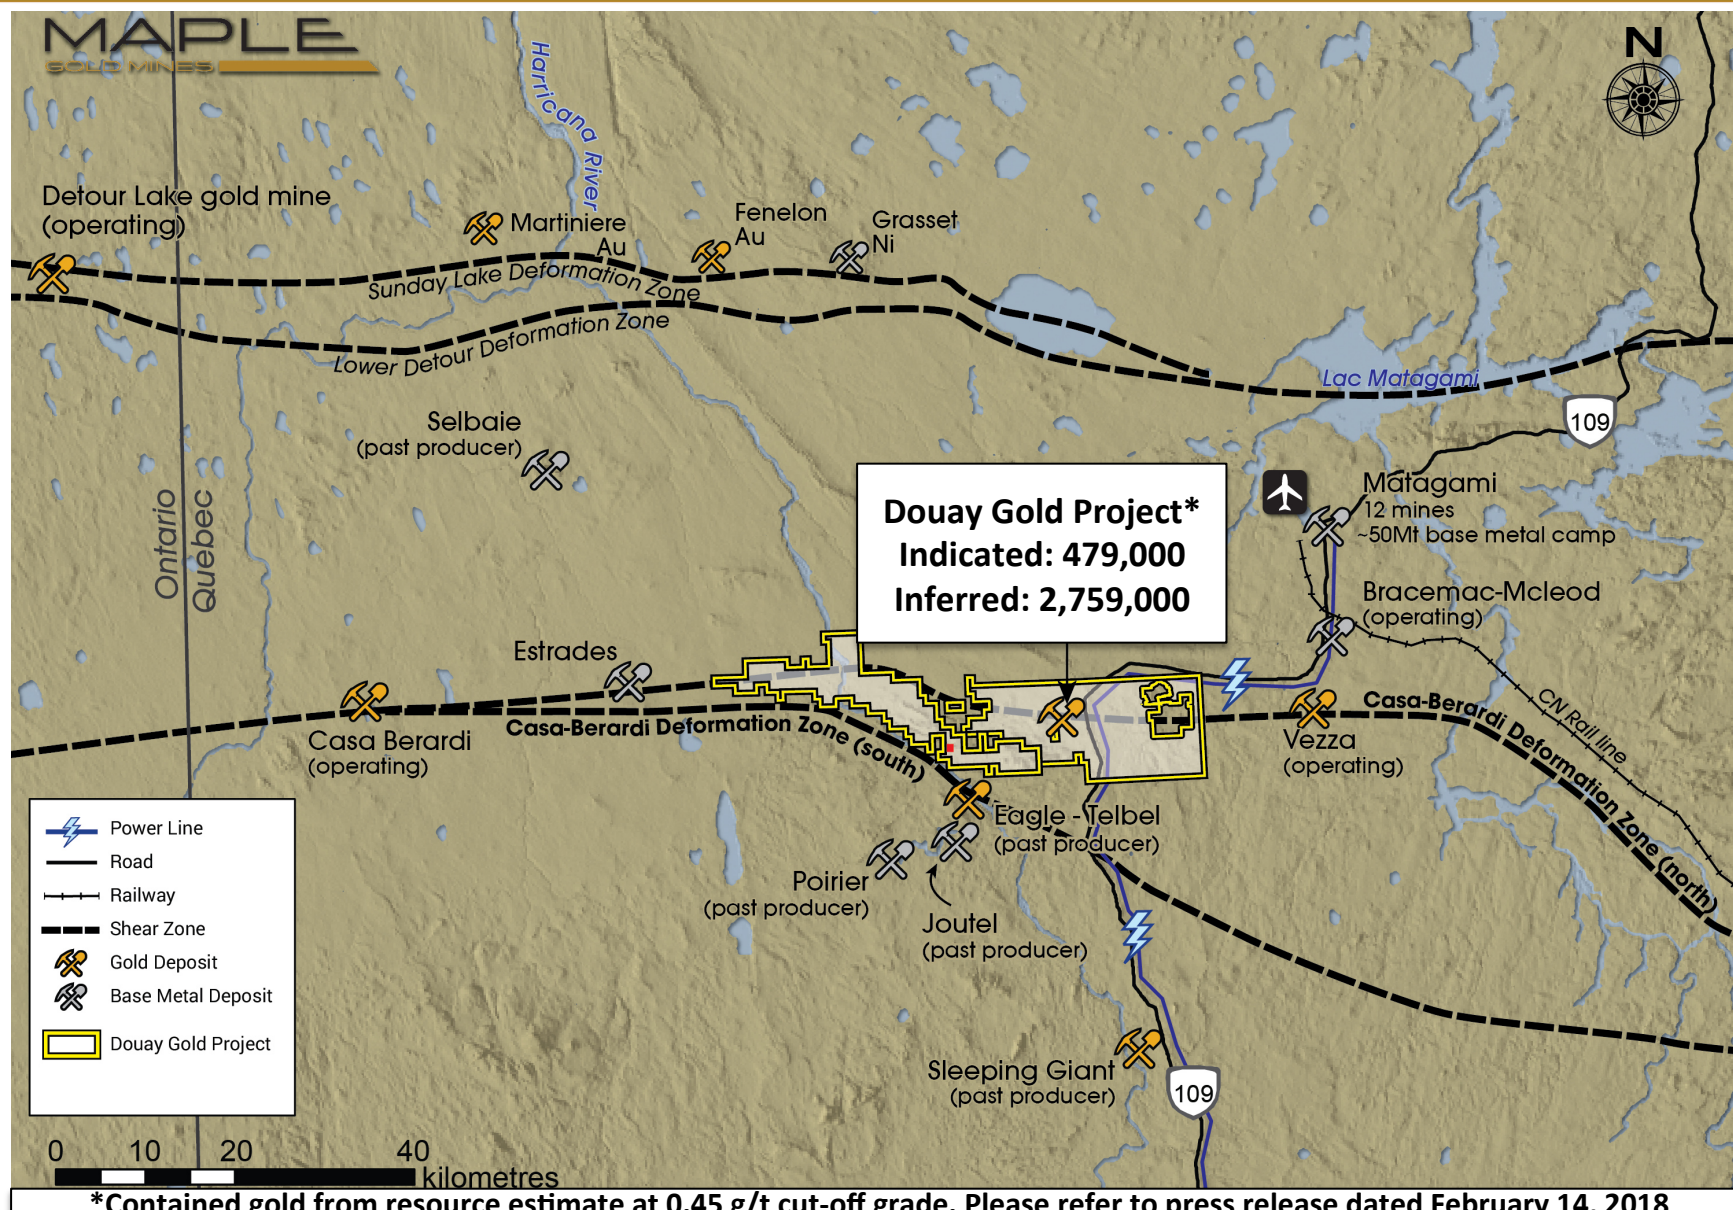 MAPLE
GOLD MINES
N
Harricana River
Detour Lake gold mine
(operating)
Martiniere
Au
Fenelon
Au
Grasset
Ni
Sunday Lake Deformation Zone
Lower Detour Deformation Zone
Lac Matagami
109
Selbaie
(past producer)
Ontario
Quebec
Douay Gold Project*
Indicated: 479,000
Inferred: 2,759,000
Matagami
12 mines
~50Mt base metal camp
Bracemac-Mcleod
(operating)
Estrades
Casa Berardi
(operating)
Casa-Berardi Deformation Zone (south)
Casa-Berardi Deformation Zone (north)
CN Rail line
Vezza
(operating)
Eagle - Telbel
(past producer)
Poirier
(past producer)
Joutel
(past producer)
Sleeping Giant
(past producer)
109
Power Line
Road
Railway
Shear Zone
Gold Deposit
Base Metal Deposit
Douay Gold Project
0 10 20 40
kilometres
*Contained gold from resource estimate at 0.45 g/t cut-off grade. Please refer to press release dated February 14, 2018